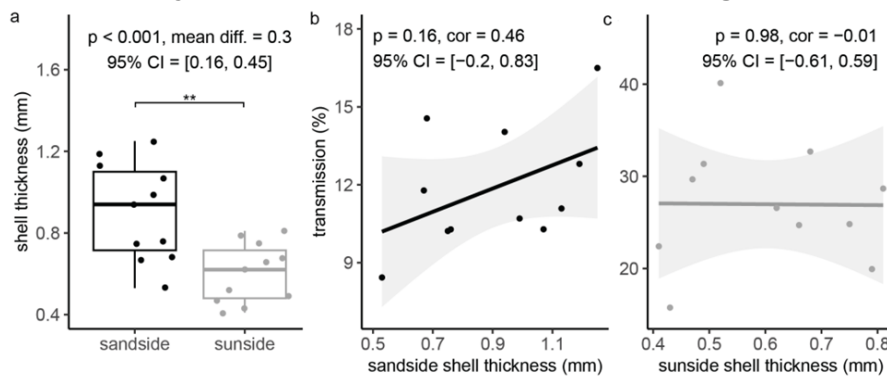 a
p < 0.001, mean diff. = 0.3
95% CI = [0.16, 0.45]
**
shell thickness (mm)
1.6
1.2
0.8
0.4
sandside
sunside
b
p = 0.16, cor = 0.46
95% CI = [−0.2, 0.83]
transmission (%)
18
15
12
9
0.5
0.7
0.9
1.1
sandside shell thickness (mm)
c
p = 0.98, cor = −0.01
95% CI = [−0.61, 0.59]
40
30
20
0.4
0.5
0.6
0.7
0.8
sunside shell thickness (mm)